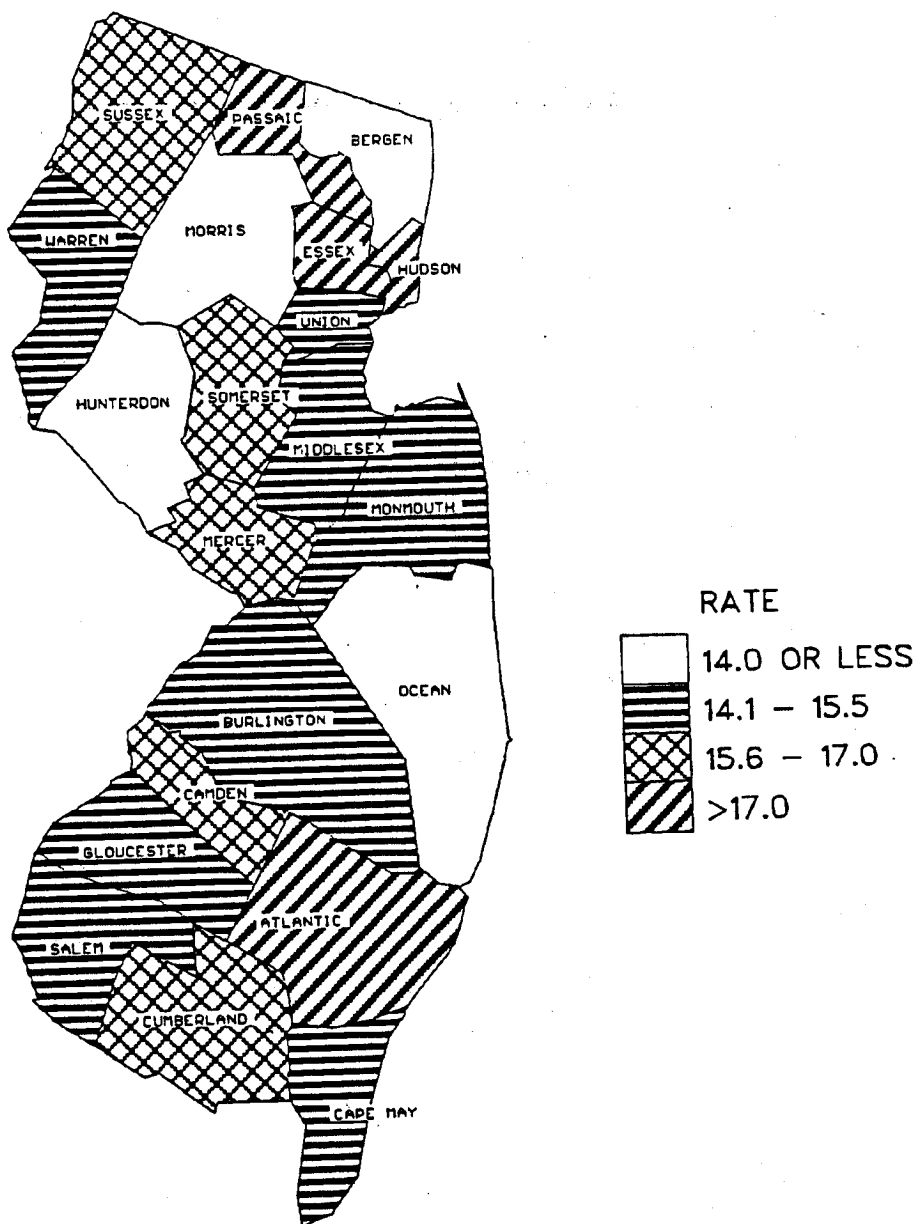 SUSSEX
PASSAIC
BERGEN
WARREN
MORRIS
ESSEX
HUDSON
UNION
HUNTERDON
SOMERSET
MIDDLESEX
MONMOUTH
MERCER
RATE
14.0 OR LESS
14.1 – 15.5
15.6 – 17.0
>17.0
OCEAN
BURLINGTON
CAMDEN
GLOUCESTER
ATLANTIC
SALEM
CUMBERLAND
CAPE MAY